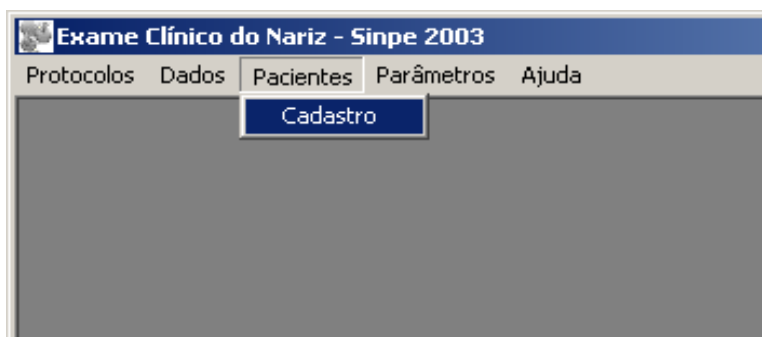 Exame Clínico do Nariz - Sinpe 2003
Protocolos Dados Pacientes Parâmetros Ajuda
Cadastro